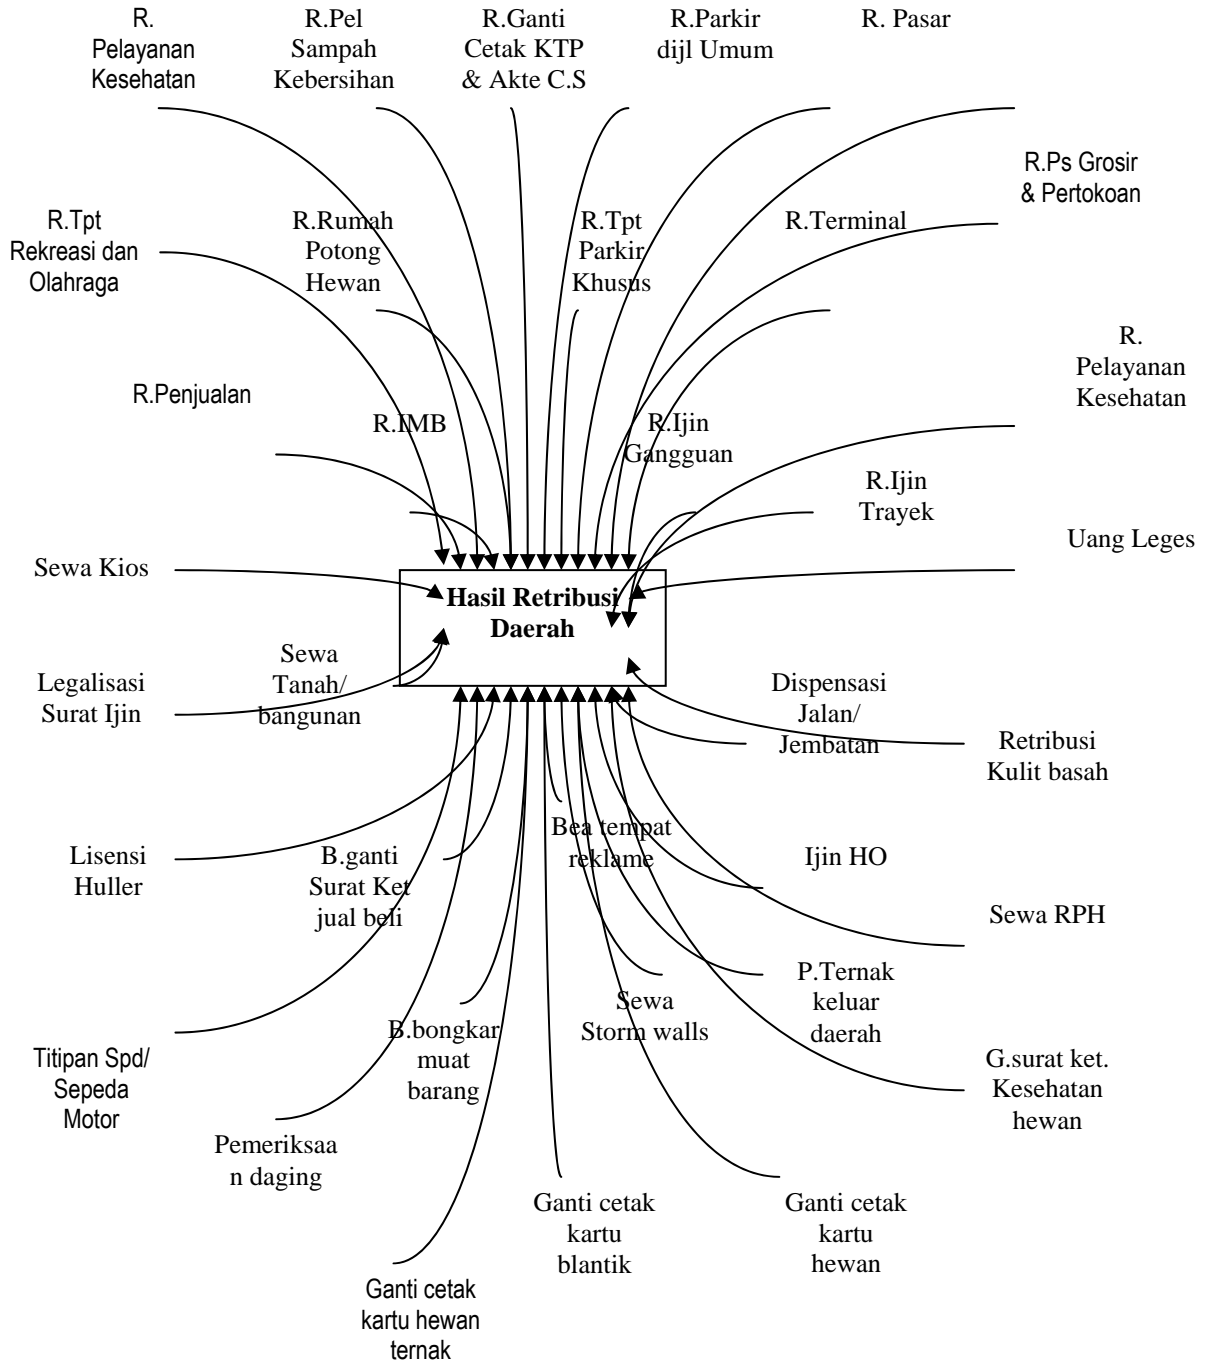 R.
Pelayanan
Kesehatan
R.Pel
Sampah
Kebersihan
R.Ganti
Cetak KTP
& Akte C.S
R.Parkir
dijl Umum
R. Pasar
R.Ps Grosir
& Pertokoan
R.Tpt
Rekreasi dan
Olahraga
R.Rumah
Potong
Hewan
R.Tpt
Parkir
Khusus
R.Terminal
R.
Pelayanan
Kesehatan
R.Penjualan
R.IMB
R.Ijin
Gangguan
R.Ijin
Trayek
Uang Leges
Sewa Kios
Hasil Retribusi
Daerah
Legalisasi
Surat Ijin
Sewa
Tanah/
bangunan
Dispensasi
Jalan/
Jembatan
Retribusi
Kulit basah
Lisensi
Huller
B.ganti
Surat Ket
jual beli
Bea tempat
reklame
Ijin HO
Sewa RPH
Titipan Spd/
Sepeda
Motor
B.bongkar
muat
barang
Sewa
Storm walls
P.Ternak
keluar
daerah
G.surat ket.
Kesehatan
hewan
Pemeriksaa
n daging
Ganti cetak
kartu
blantik
Ganti cetak
kartu
hewan
Ganti cetak
kartu hewan
ternak